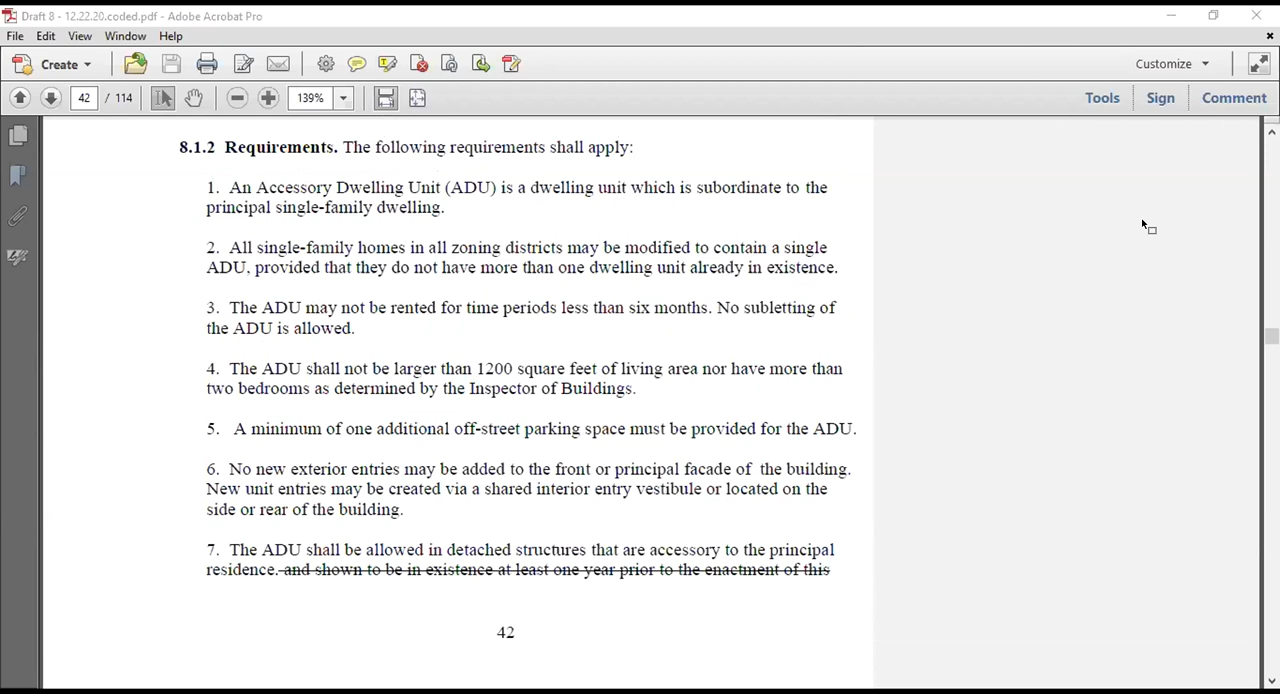 Draft 8 - 12.22.20.coded.pdf - Adobe Acrobat Pro
File Edit View Window Help
Create Customize
42 / 114 139% Tools Sign Comment
8.1.2 Requirements. The following requirements shall apply:
1. An Accessory Dwelling Unit (ADU) is a dwelling unit which is subordinate to the
principal single-family dwelling.
2. All single-family homes in all zoning districts may be modified to contain a single
ADU, provided that they do not have more than one dwelling unit already in existence.
3. The ADU may not be rented for time periods less than six months. No subletting of
the ADU is allowed.
4. The ADU shall not be larger than 1200 square feet of living area nor have more than
two bedrooms as determined by the Inspector of Buildings.
5. A minimum of one additional off-street parking space must be provided for the ADU.
6. No new exterior entries may be added to the front or principal facade of the building.
New unit entries may be created via a shared interior entry vestibule or located on the
side or rear of the building.
7. The ADU shall be allowed in detached structures that are accessory to the principal
residence. and shown to be in existence at least one year prior to the enactment of this
42